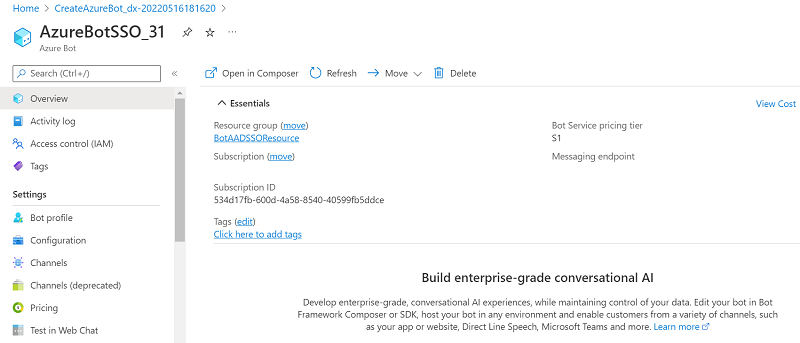 Home > CreateAzureBot_dx-20220516181620 >
AzureBotSSO_31
Azure Bot
Search (Ctrl+/)
Open in Composer Refresh Move Delete
Overview
Activity log
Access control (IAM)
Tags
Settings
Bot profile
Configuration
Channels
Channels (deprecated)
Pricing
Test in Web Chat
Essentials View Cost
Resource group (move) Bot Service pricing tier
BotAADSSOResource S1
Subscription (move) Messaging endpoint
Subscription ID
534d17fb-600d-4a58-8540-40599fb5ddce
Tags (edit)
Click here to add tags
Build enterprise-grade conversational AI
Develop enterprise-grade, conversational AI experiences, while maintaining control of your data. Edit your bot in Bot
Framework Composer or SDK, host your bot in any environment and enable customers from a variety of channels, such
as your app or website, Direct Line Speech, Microsoft Teams and more. Learn more